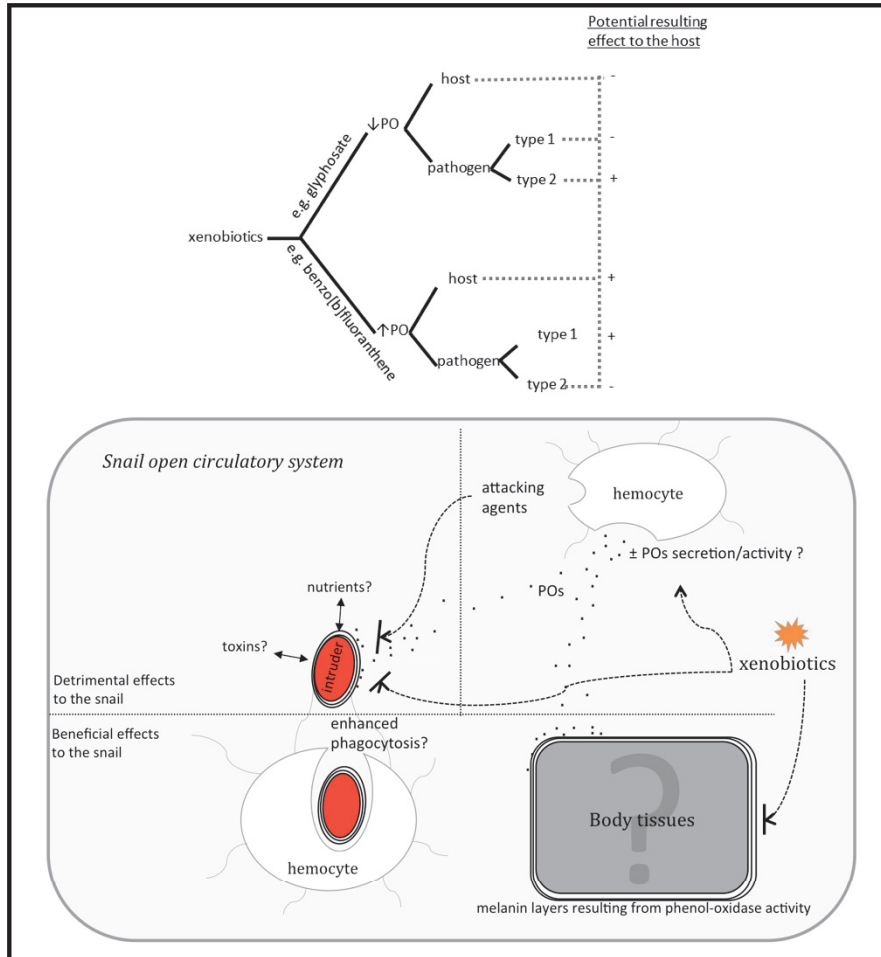 Potential resulting
effect to the host
host
-
↓PO
type 1
-
pathogen
type 2
+
e.g. glyphosate
xenobiotics
e.g. benzo[b]fluoranthene
host
+
↑PO
type 1
+
pathogen
type 2
-
Snail open circulatory system
attacking
agents
hemocyte
± POs secretion/activity ?
nutrients?
POs
toxins?
intruder
xenobiotics
Detrimental effects
to the snail
Beneficial effects
to the snail
enhanced
phagocytosis?
hemocyte
?
Body tissues
melanin layers resulting from phenol-oxidase activity